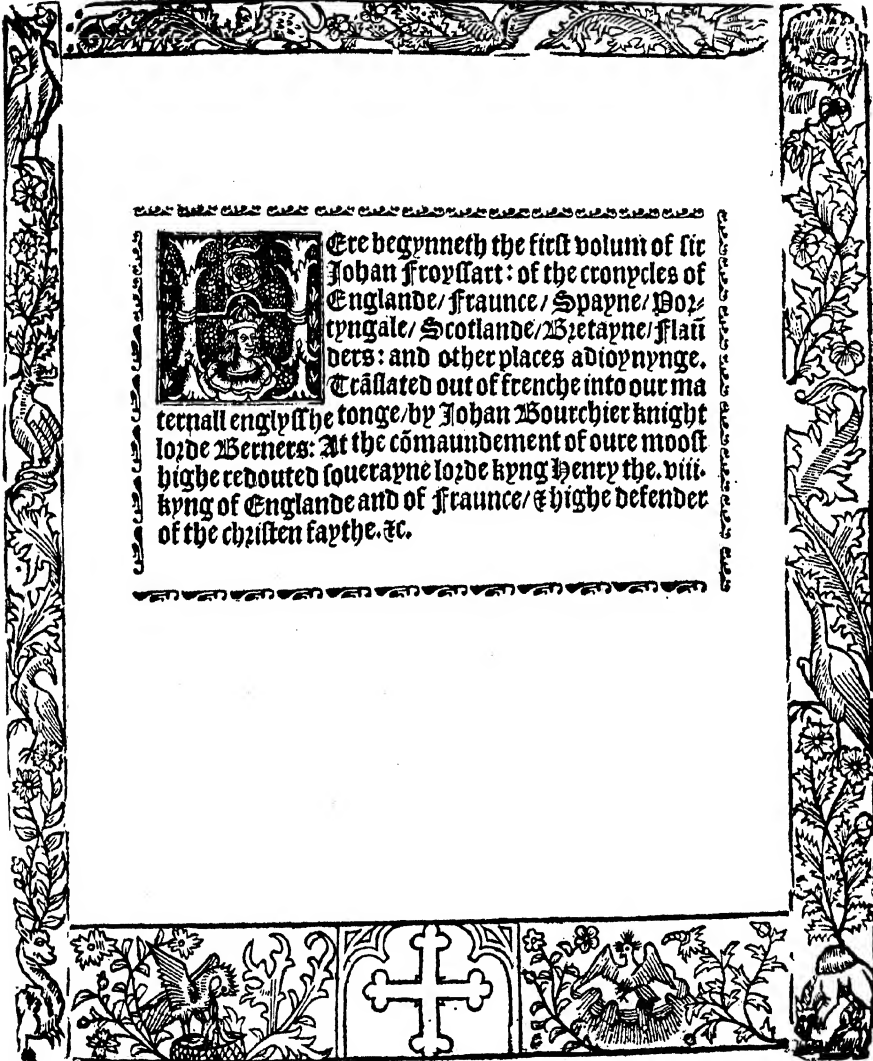 HEre begynneth the first volum of sir
Johan Froyssart: of the cronycles of
Englande/ Fraunce/ Spayne/ Por⸗
tyngale/ Scotlande/ Bretayne/ Flaũ
ders: and other places adioynynge.
Trãslated out of frenche into our ma
ternall englysshe tonge/ by Johan Bourchier knight
lorde Berners: At the cõmaundement of oure moost
highe redouted souerayne lorde kyng Henry the .viii.
kyng of Englande and of Fraunce/ & highe defender
of the christen faythe. &c.